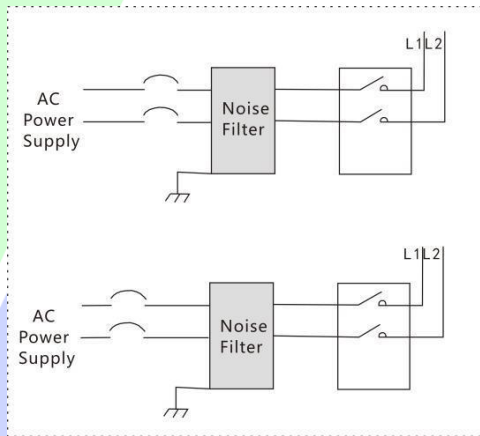 L1L2
AC
Power
Supply
Noise
Filter
L1L2
AC
Power
Supply
Noise
Filter